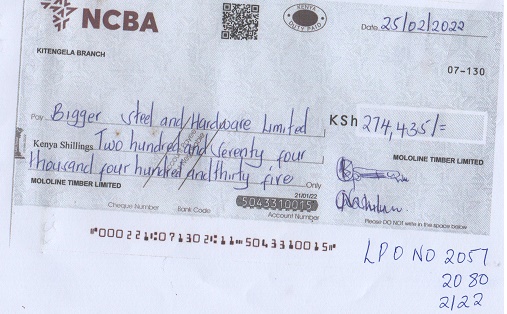 NCBA
KENYA
DUTY PAID
Date 25/02/2022
KITENGELA BRANCH
07-130
Pay Bigger steel and Hardware Limited KSh 274,435/=
Kenya Shillings Two hundred and seventy four
thousand four hundred and thirty five Only
MOLOLINE TIMBER LIMITED
MOLOLINE TIMBER LIMITED
21/01/22
5043310015
Cheque Number Bank Code Account Number
Please DO NOT write in the space below
"000221:07130 2:11"5043310015"
LPO NO 2057
2080
2122